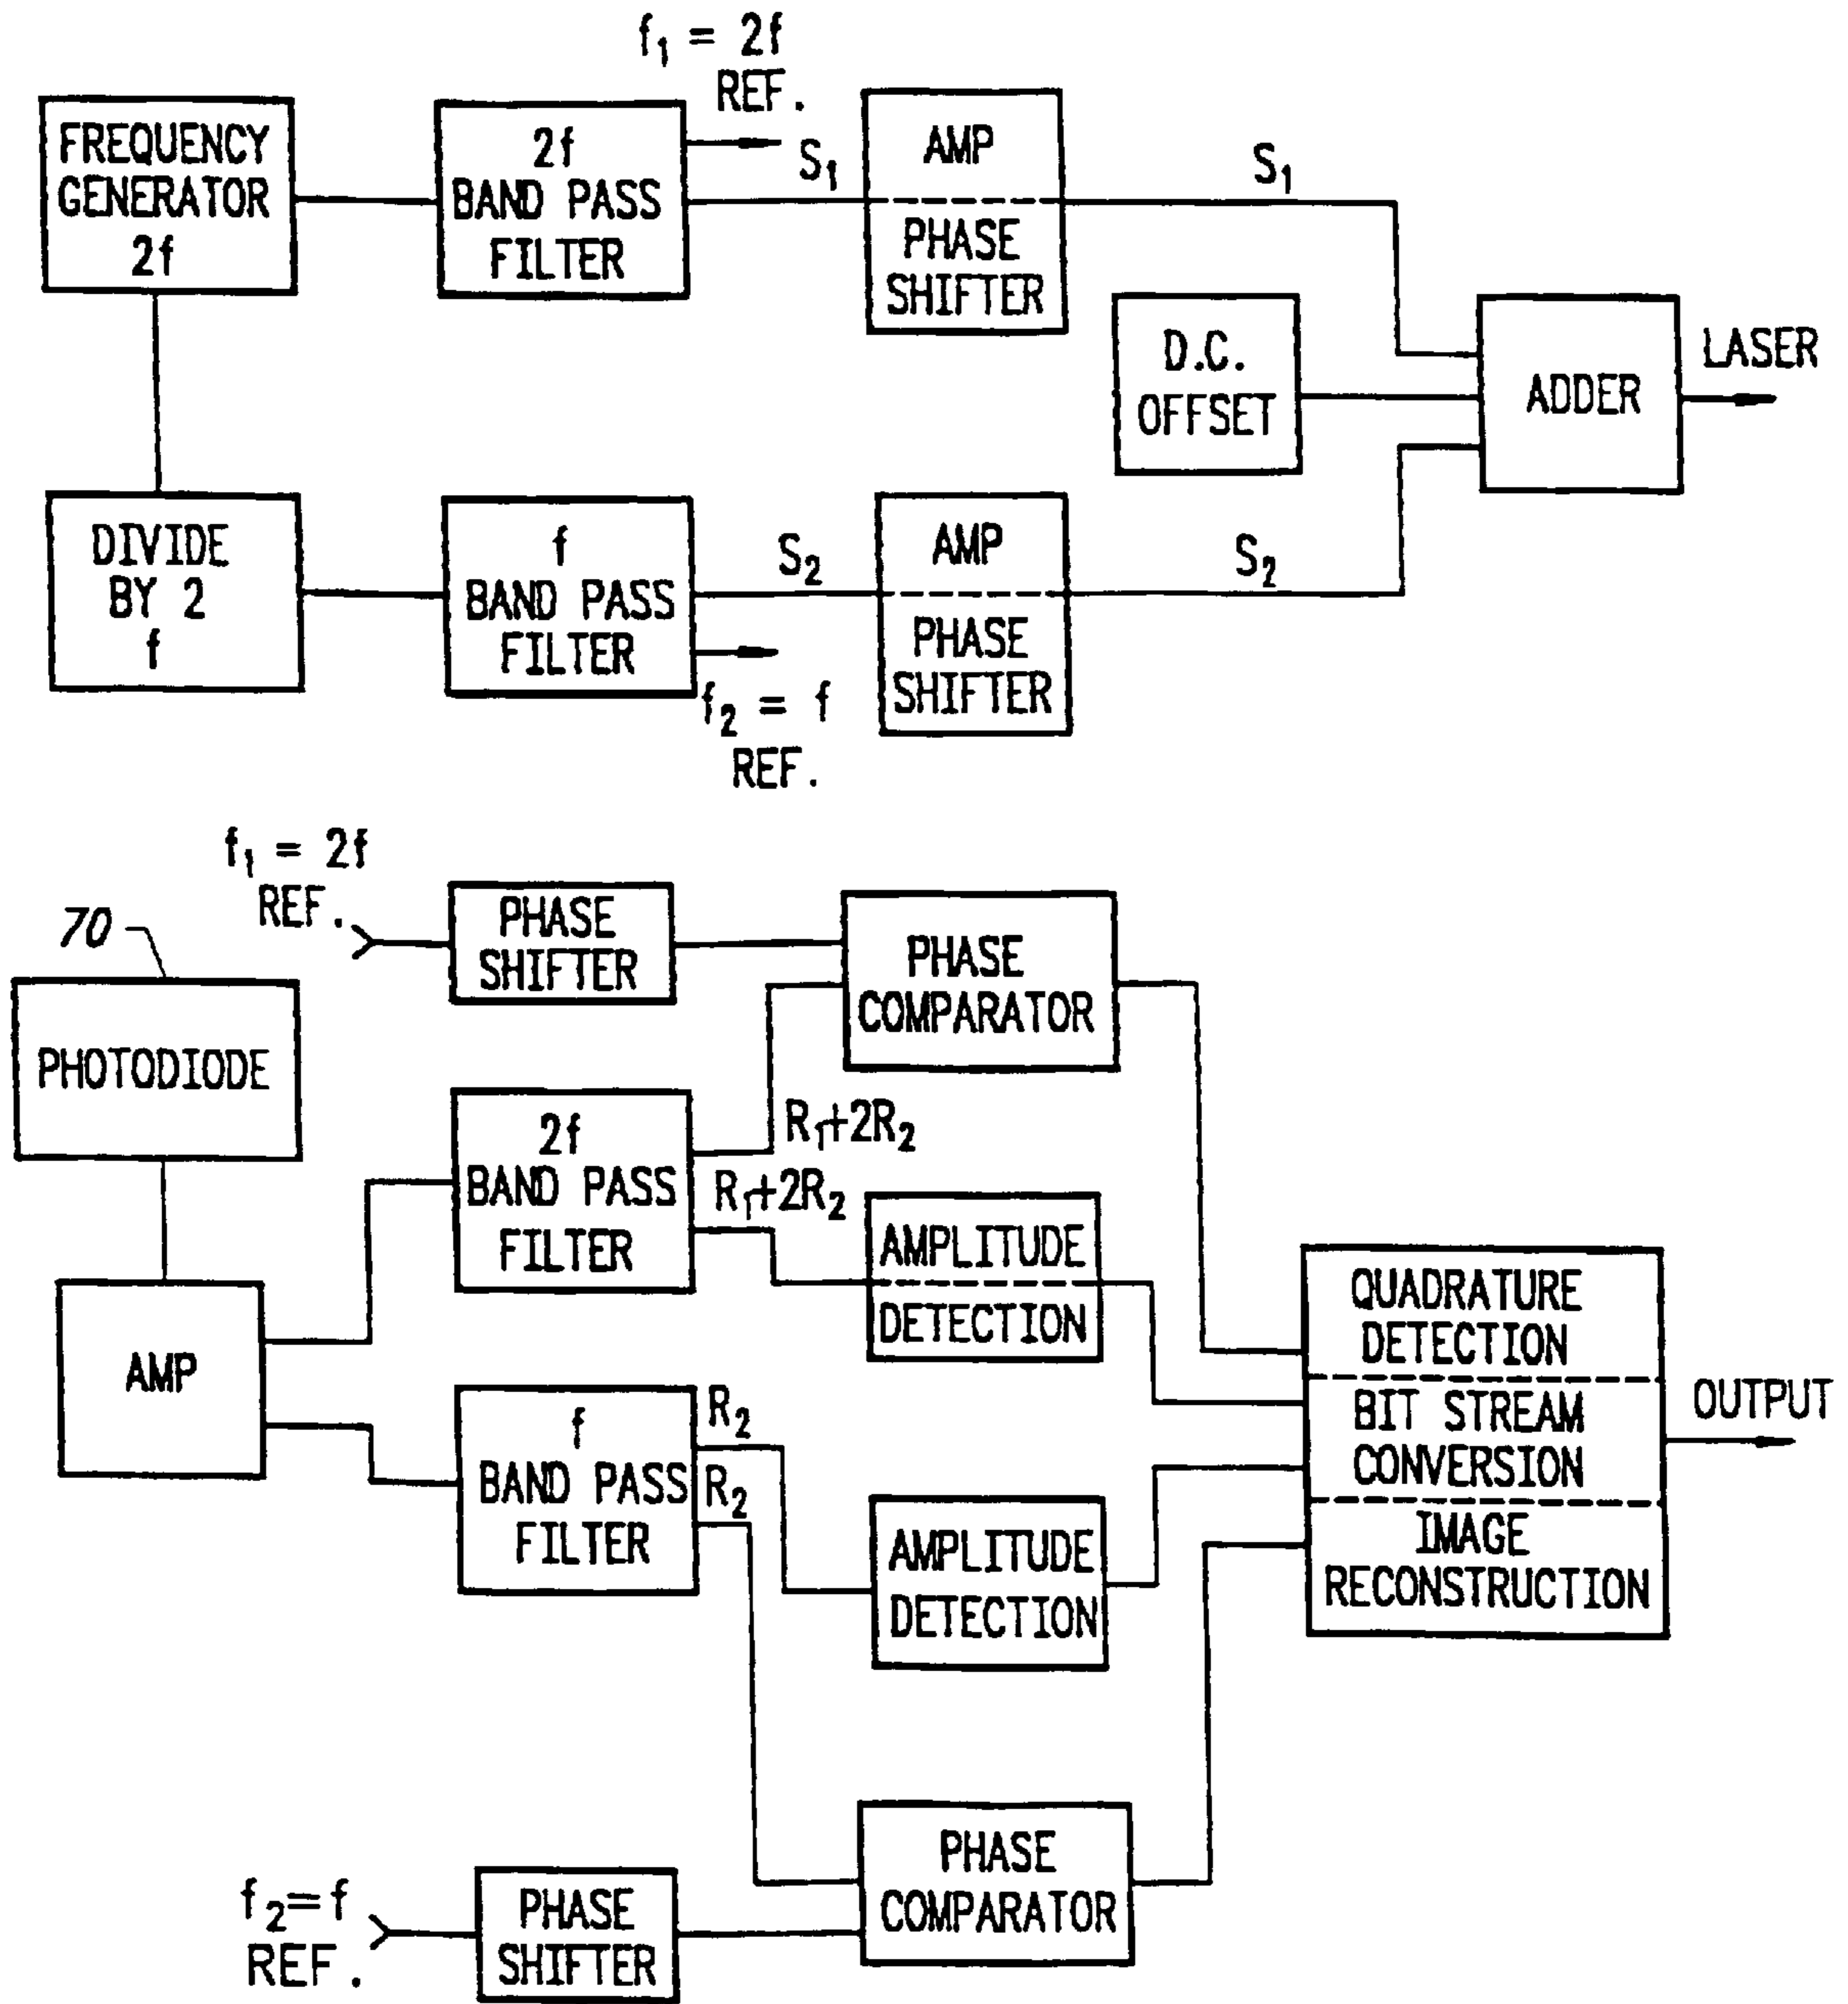 f₁ = 2f
REF.
FREQUENCY
GENERATOR
2f
2f
BAND PASS
FILTER
S₁
AMP
PHASE
SHIFTER
S₁
D.C.
OFFSET
ADDER
LASER
DIVIDE
BY 2
f
f
BAND PASS
FILTER
S₂
f₂ = f
REF.
AMP
PHASE
SHIFTER
S₂
f₁ = 2f
REF.
PHASE
SHIFTER
PHASE
COMPARATOR
70
PHOTODIODE
2f
BAND PASS
FILTER
R₁+2R₂
R₁+2R₂
AMPLITUDE
DETECTION
AMP
f
BAND PASS
FILTER
R₂
R₂
AMPLITUDE
DETECTION
QUADRATURE
DETECTION
BIT STREAM
CONVERSION
IMAGE
RECONSTRUCTION
OUTPUT
f₂=f
REF.
PHASE
SHIFTER
PHASE
COMPARATOR